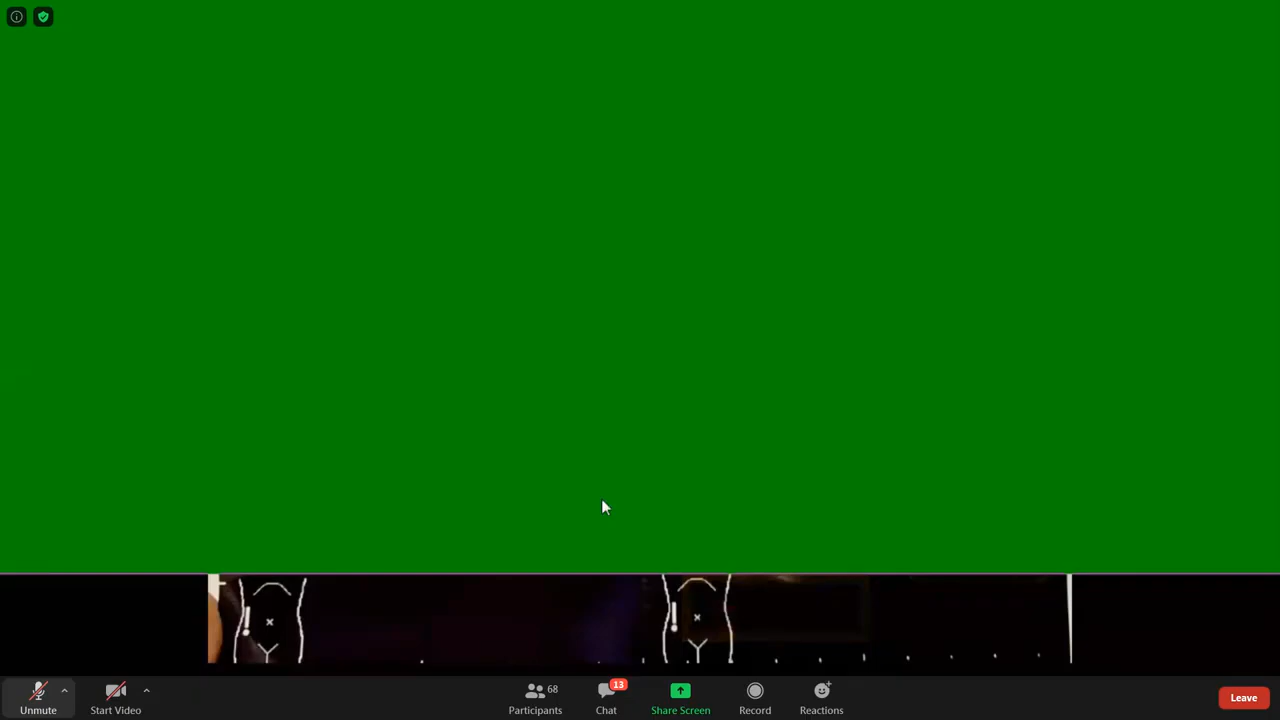 68
13
Unmute
Start Video
Participants
Chat
Share Screen
Record
Reactions
Leave